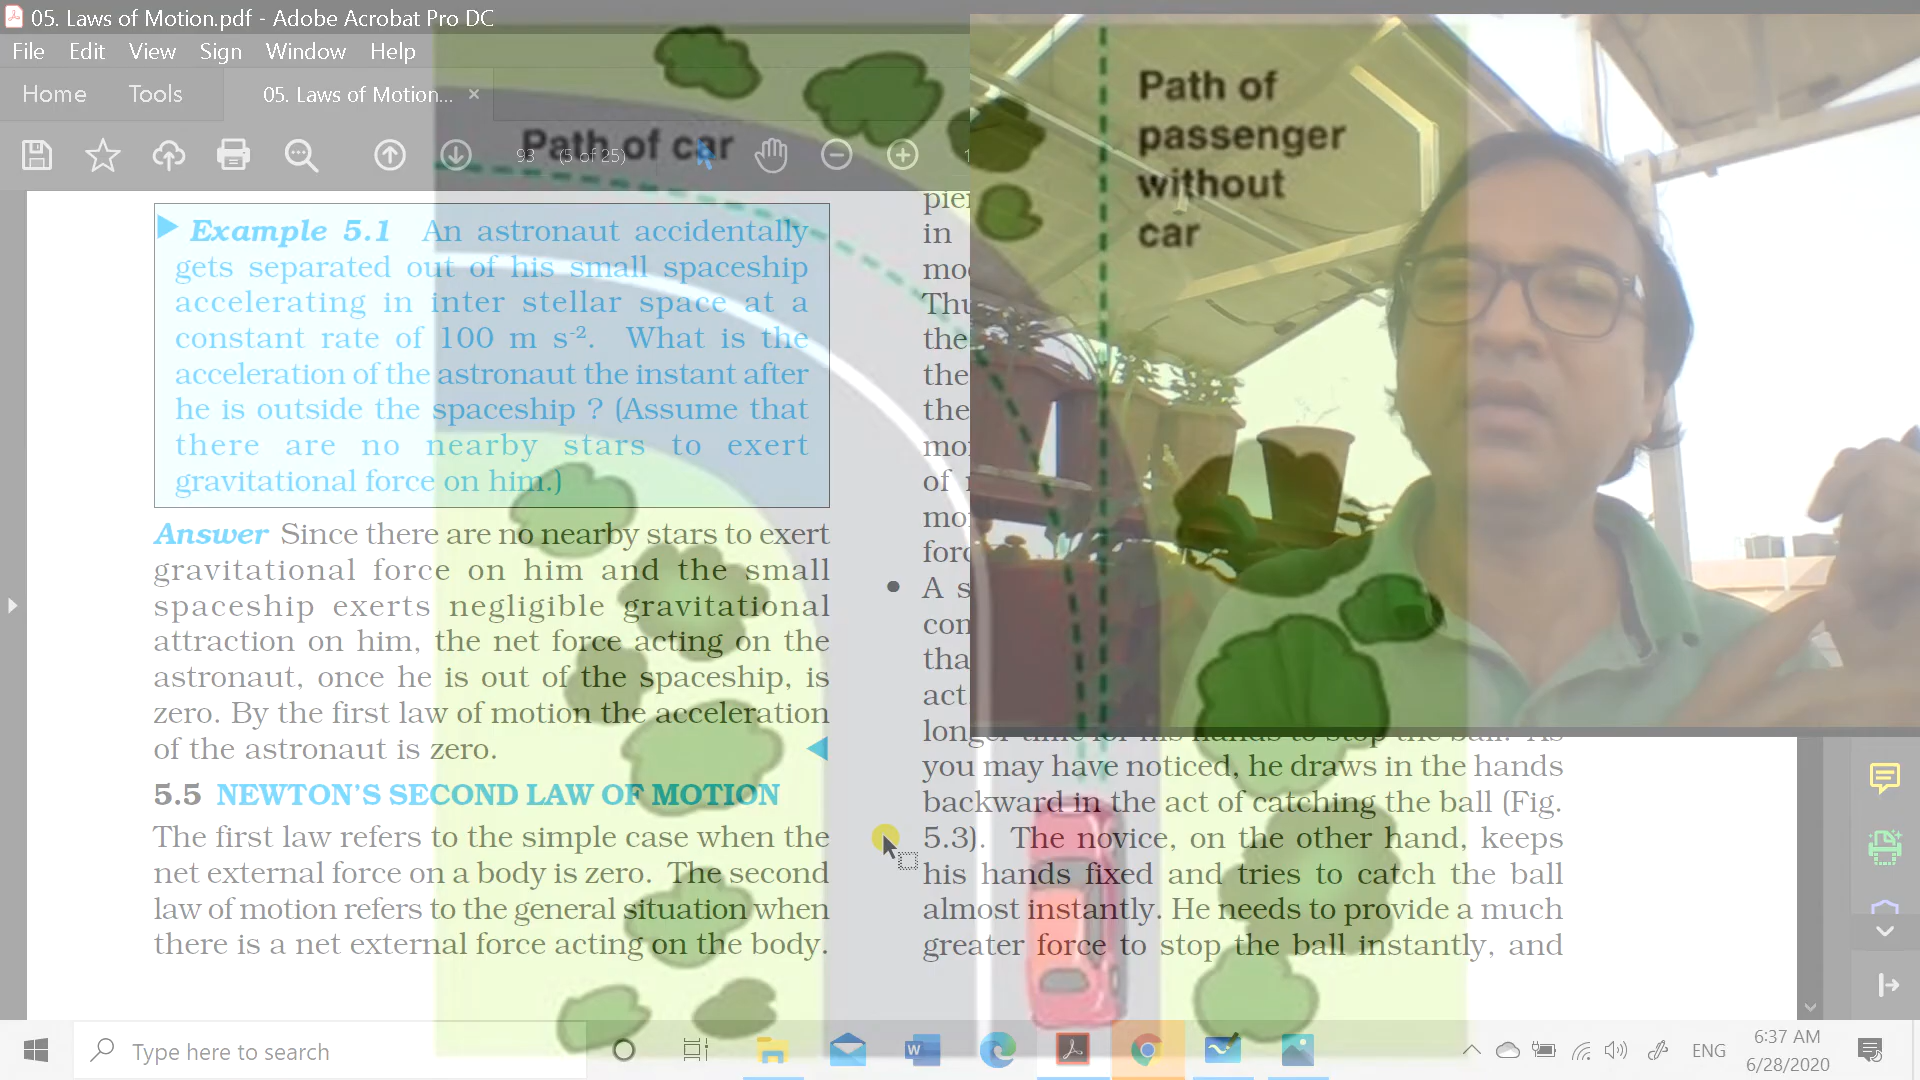 05. Laws of Motion.pdf - Adobe Acrobat Pro DC
File Edit View Sign Window Help
Home Tools 05. Laws of Motion... ×
93 (5 of 25)
Path of car
Path of
passenger
without
car
Example 5.1 An astronaut accidentally
gets separated out of his small spaceship
accelerating in inter stellar space at a
constant rate of 100 m s-2. What is the
acceleration of the astronaut the instant after
he is outside the spaceship ? (Assume that
there are no nearby stars to exert
gravitational force on him.)
Answer Since there are no nearby stars to exert
gravitational force on him and the small
spaceship exerts negligible gravitational
attraction on him, the net force acting on the
astronaut, once he is out of the spaceship, is
zero. By the first law of motion the acceleration
of the astronaut is zero.
5.5 NEWTON'S SECOND LAW OF MOTION
The first law refers to the simple case when the
net external force on a body is zero. The second
law of motion refers to the general situation when
there is a net external force acting on the body.
in
the
the
the
of
• A
act.
you may have noticed, he draws in the hands
backward in the act of catching the ball (Fig.
5.3). The novice, on the other hand, keeps
his hands fixed and tries to catch the ball
almost instantly. He needs to provide a much
greater force to stop the ball instantly, and
Type here to search
ENG
6:37 AM
6/28/2020